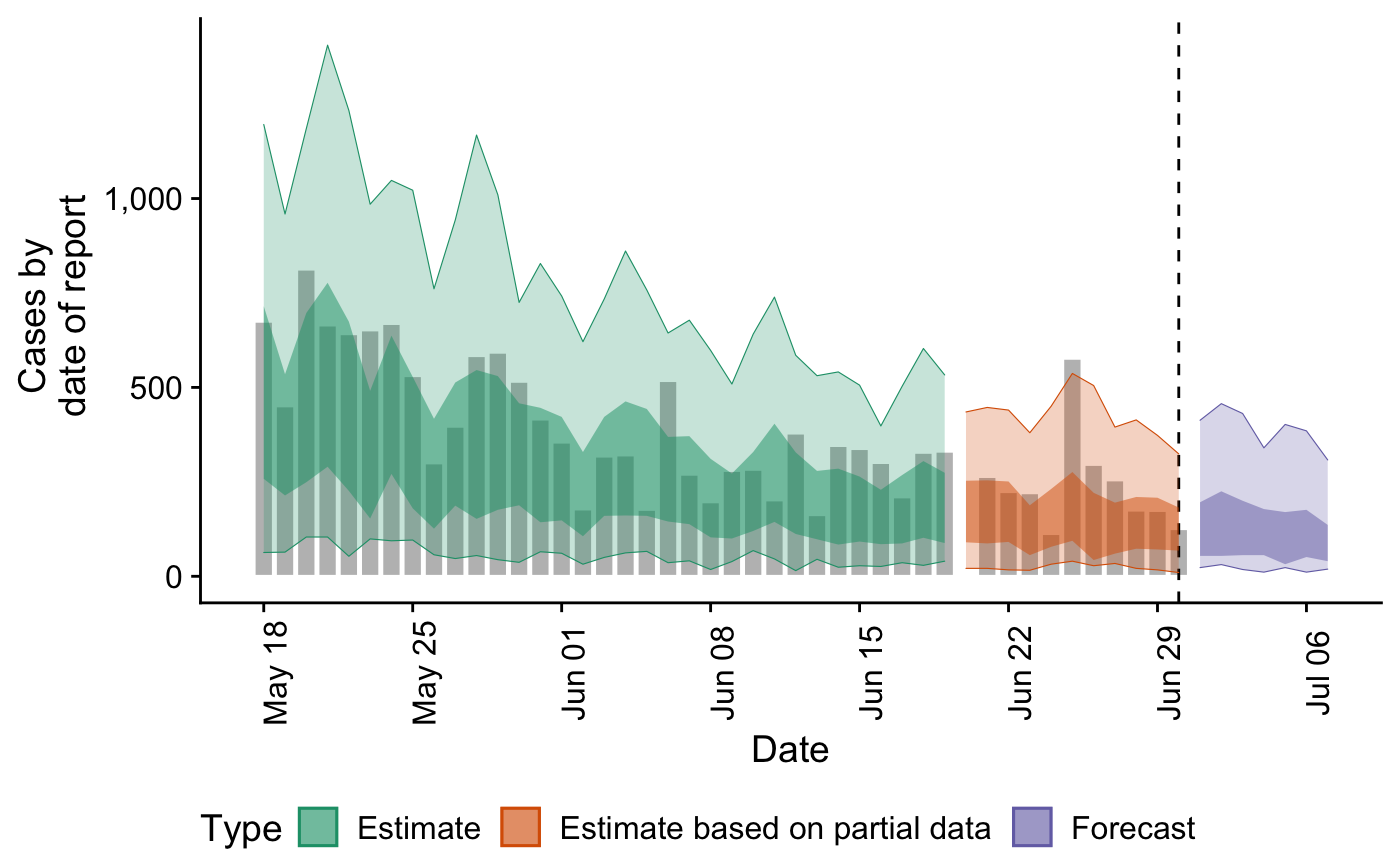 Cases by
date of report
1,000
500
0
May 18
May 25
Jun 01
Jun 08
Jun 15
Jun 22
Jun 29
Jul 06
Date
Type Estimate Estimate based on partial data Forecast